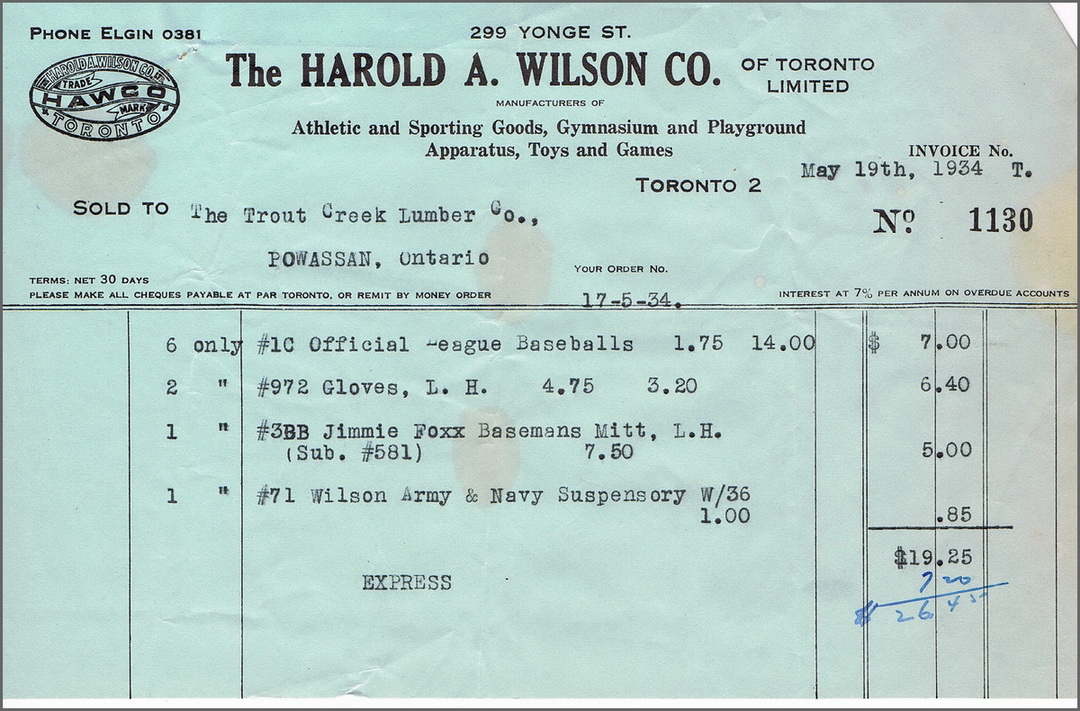 PHONE ELGIN 0381
299 YONGE ST.
HAROLD A. WILSON CO. LT
TRADE
HAWCO
MARK
TORONTO
The HAROLD A. WILSON CO. OF TORONTO LIMITED
MANUFACTURERS OF
Athletic and Sporting Goods, Gymnasium and Playground
Apparatus, Toys and Games
INVOICE No.
May 19th, 1934 T.
TORONTO 2
SOLD TO The Trout Creek Lumber Co.,
No 1130
POWASSAN, Ontario
YOUR ORDER No.
TERMS: NET 30 DAYS
PLEASE MAKE ALL CHEQUES PAYABLE AT PAR TORONTO, OR REMIT BY MONEY ORDER
17-5-34.
INTEREST AT 7% PER ANNUM ON OVERDUE ACCOUNTS
6 only #1C Official League Baseballs 1.75 14.00 $ 7.00
2 " #972 Gloves, L. H. 4.75 3.20 6.40
1 " #3BB Jimmie Foxx Basemans Mitt, L.H.
(Sub. #581) 7.50 5.00
1 " #71 Wilson Army & Navy Suspensory W/36
1.00 .85
$19.25
EXPRESS
7 20
$ 26 45